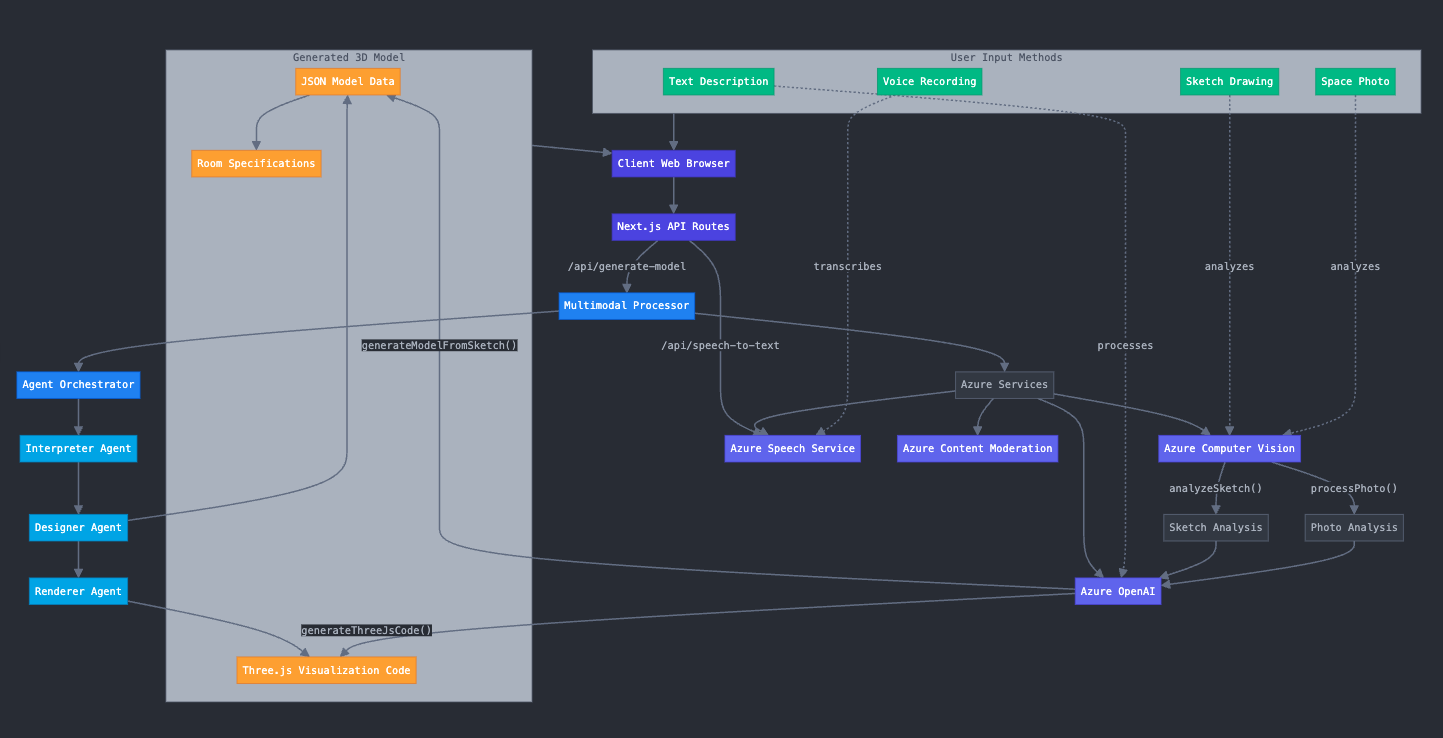 Generated 3D Model
User Input Methods
JSON Model Data
Text Description
Voice Recording
Sketch Drawing
Space Photo
Room Specifications
Client Web Browser
Next.js API Routes
/api/generate-model
transcribes
analyzes
analyzes
Multimodal Processor
generateModelFromSketch()
/api/speech-to-text
processes
Agent Orchestrator
Azure Services
Interpreter Agent
Azure Speech Service
Azure Content Moderation
Azure Computer Vision
analyzeSketch()
processPhoto()
Designer Agent
Sketch Analysis
Photo Analysis
Renderer Agent
Azure OpenAI
generateThreeJsCode()
Three.js Visualization Code